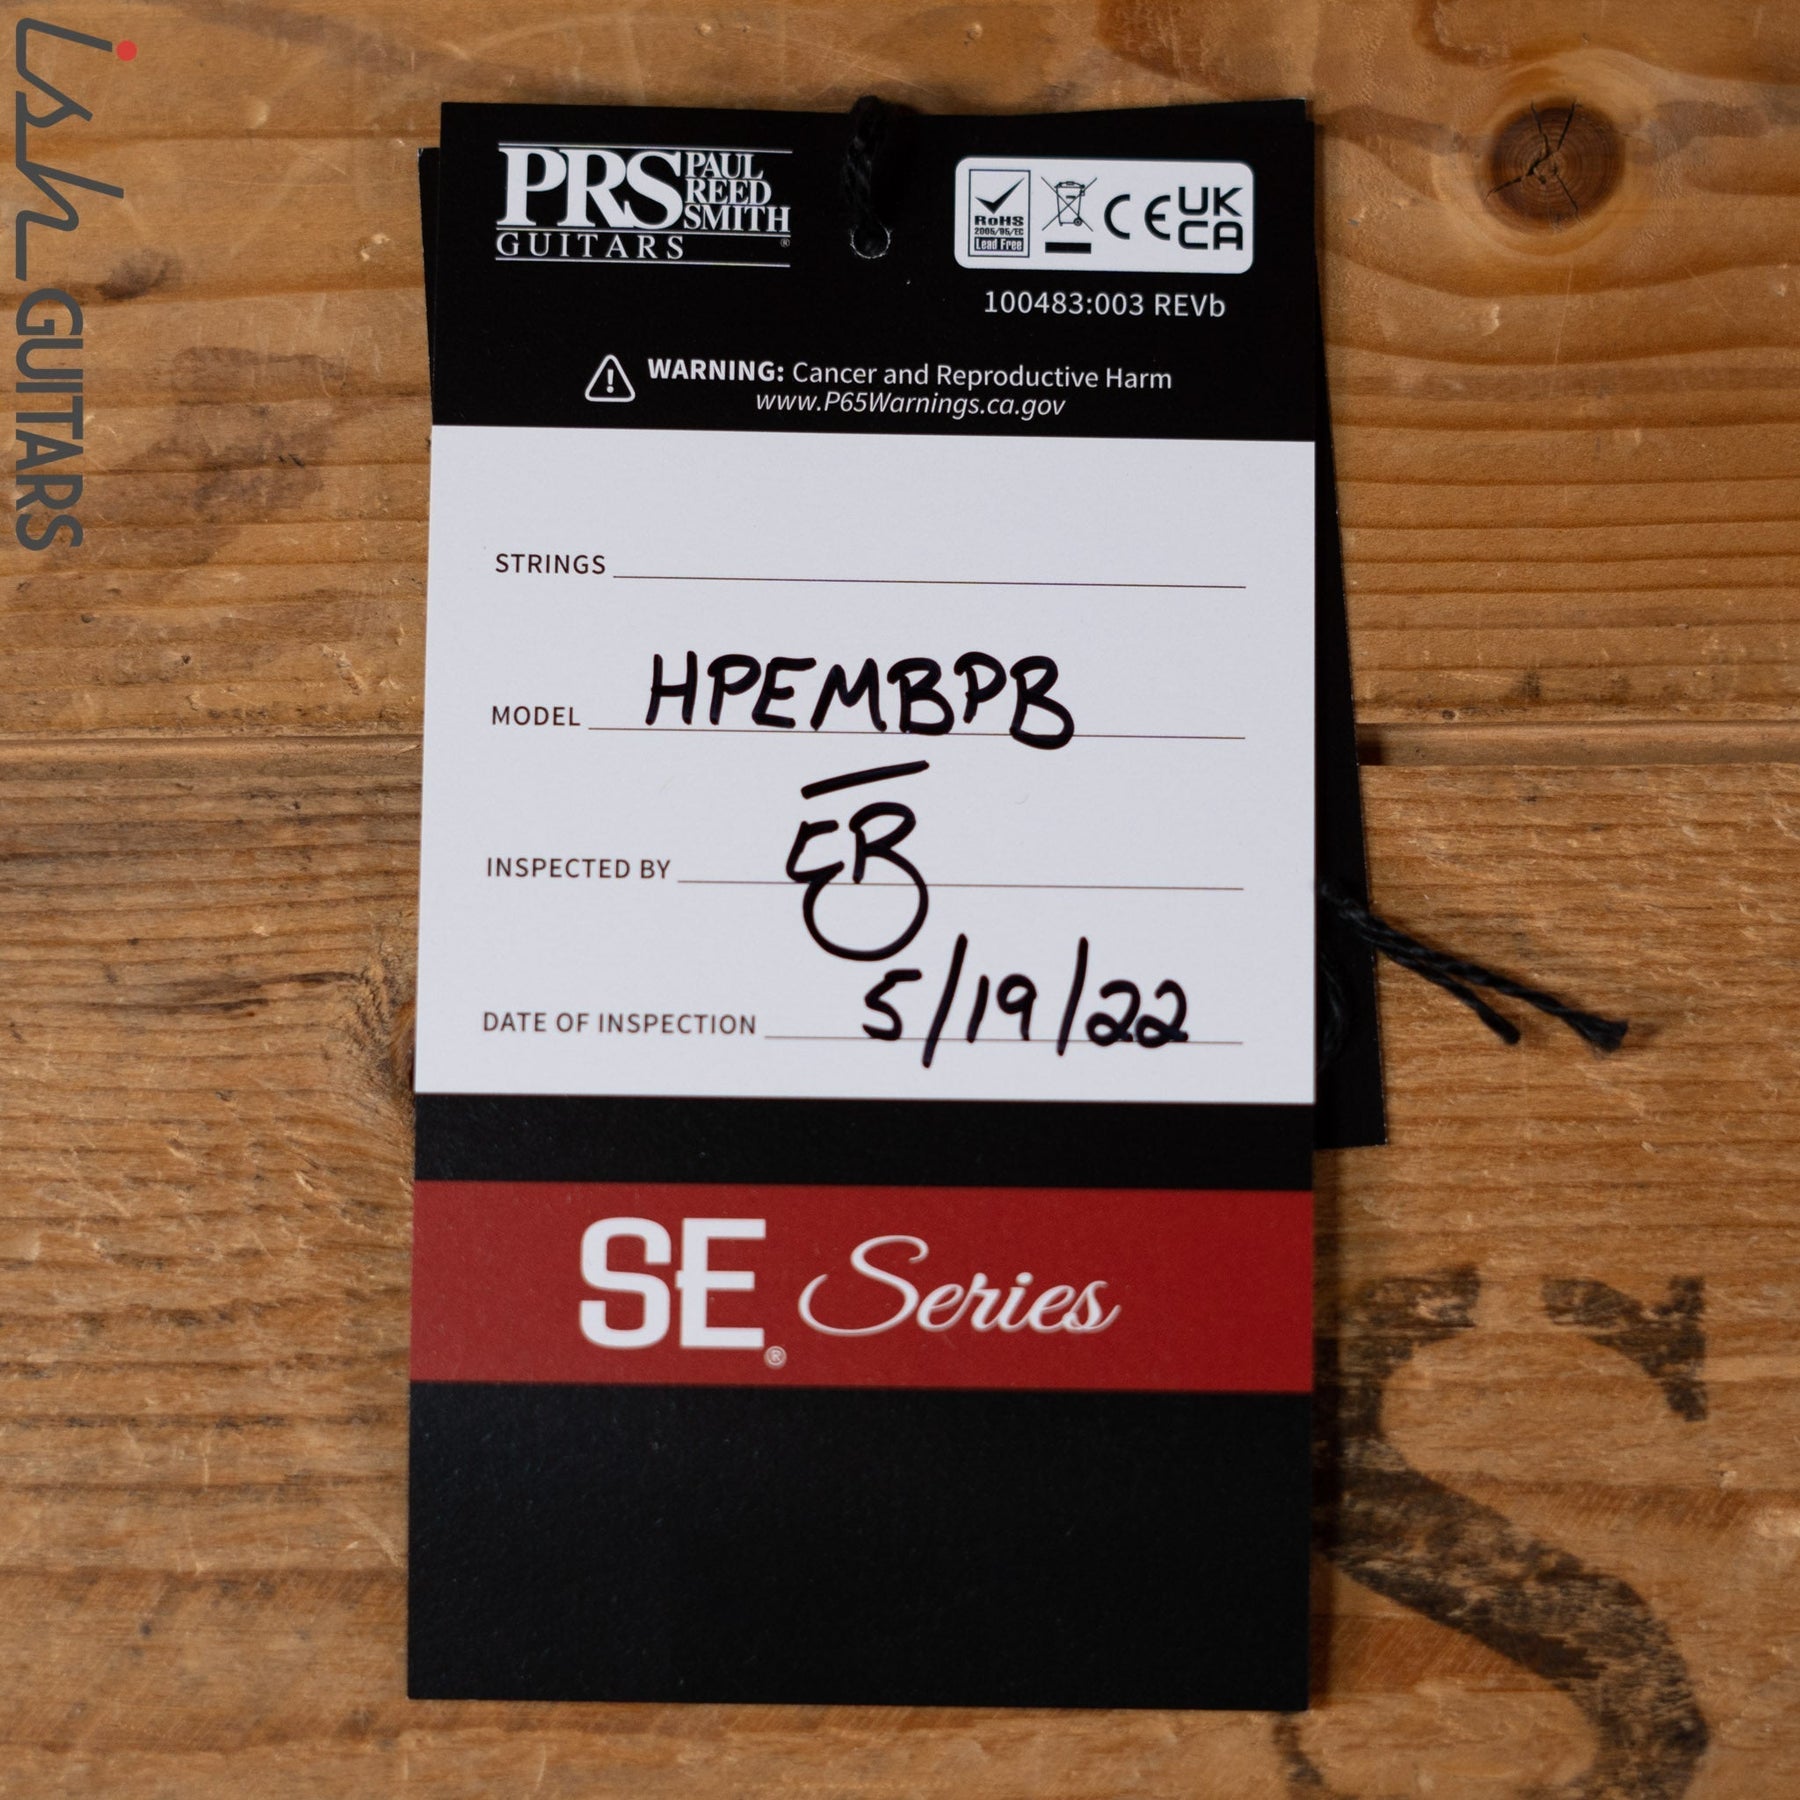 ish GUITARS
PRS PAUL REED SMITH
GUITARS ®
RoHS
2005/95/EC
Lead Free
CE UK CA
100483:003 REVb
WARNING: Cancer and Reproductive Harm
www.P65Warnings.ca.gov
STRINGS
MODEL HPEMBPB
INSPECTED BY EB
DATE OF INSPECTION 5/19/22
SE® Series
S